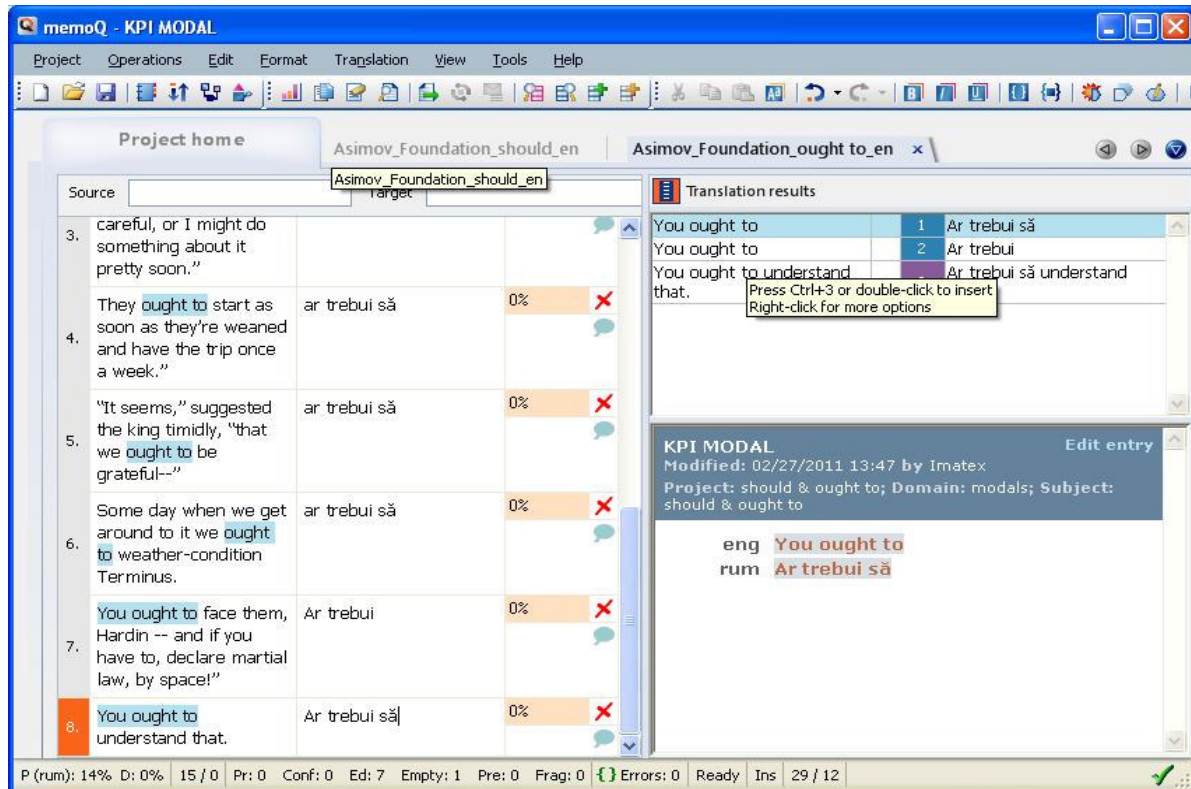 memoQ - KPI MODAL
Project Operations Edit Format Translation View Tools Help
Project home
Asimov_Foundation_should_en
Asimov_Foundation_ought to_en x
Asimov_Foundation_should_en
Source
Target
3.
careful, or I might do
something about it
pretty soon.”
4.
They ought to start as
soon as they're weaned
and have the trip once
a week.”
ar trebui să
0%
5.
“It seems,” suggested
the king timidly, “that
we ought to be
grateful--”
ar trebui să
0%
6.
Some day when we get
around to it we ought
to weather-condition
Terminus.
ar trebui să
0%
7.
You ought to face them,
Hardin -- and if you
have to, declare martial
law, by space!”
Ar trebui
0%
8.
You ought to
understand that.
Ar trebui să
0%
Translation results
You ought to 1 Ar trebui să
You ought to 2 Ar trebui
You ought to understand
that.
Ar trebui să understand
Press Ctrl+3 or double-click to insert
Right-click for more options
KPI MODAL
Edit entry
Modified: 02/27/2011 13:47 by Imatex
Project: should & ought to; Domain: modals; Subject:
should & ought to
eng You ought to
rum Ar trebui să
P (rum): 14% D: 0% 15 / 0 Pr: 0 Conf: 0 Ed: 7 Empty: 1 Pre: 0 Frag: 0 {} Errors: 0 Ready Ins 29 / 12